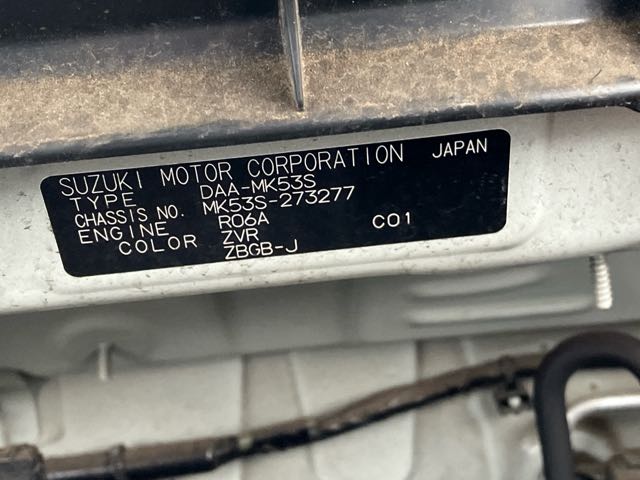 SUZUKI MOTOR CORPORATION JAPAN
TYPE DAA-MK53S
CHASSIS NO. MK53S-273277
ENGINE R06A C01
COLOR ZVR
ZBGB-J